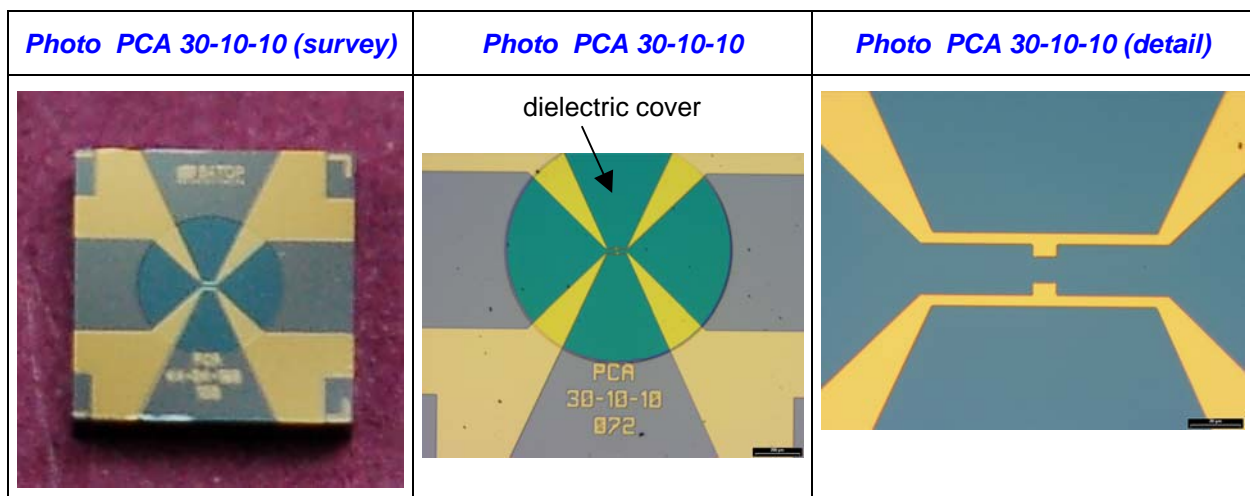 Photo PCA 30-10-10 (survey)
Photo PCA 30-10-10
Photo PCA 30-10-10 (detail)
dielectric cover
BATOP
PCA
PCA
30-10-10
072